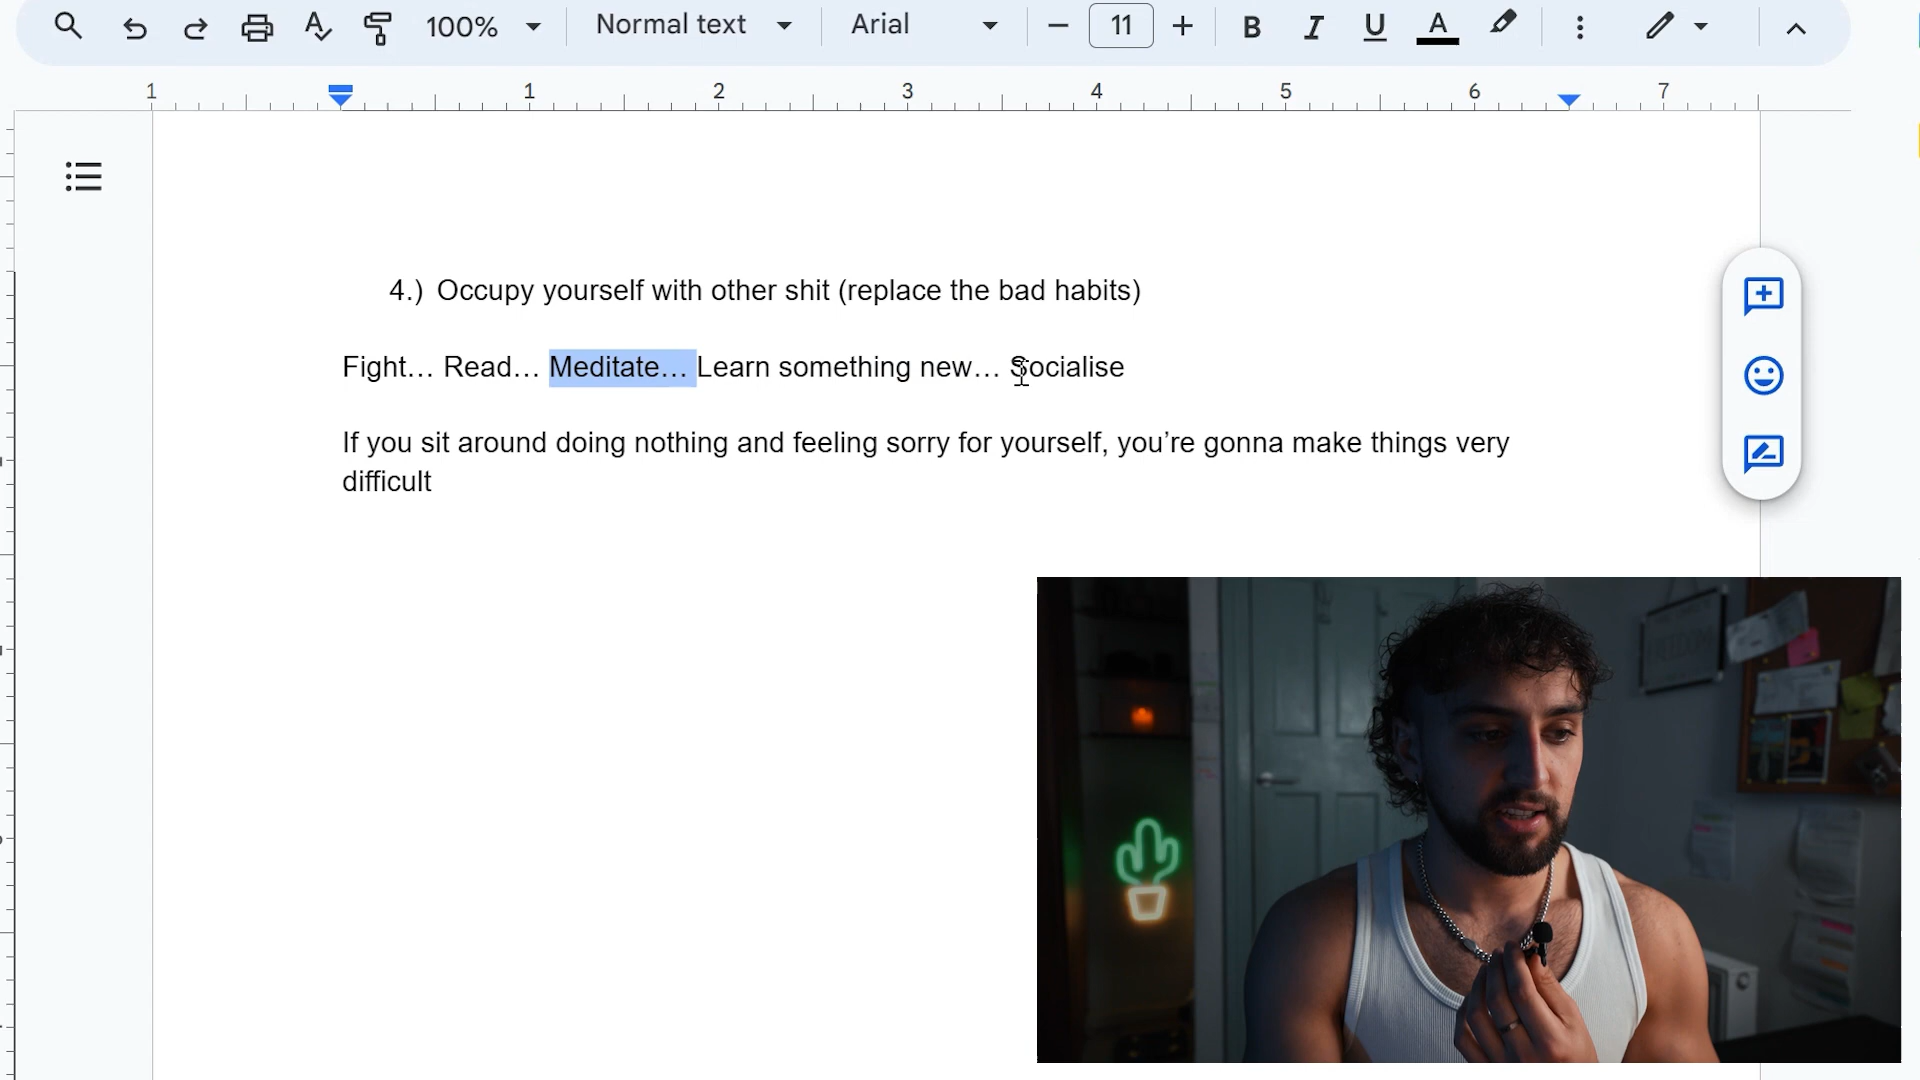 100% Normal text Arial 11 B I U A
1 1 2 3 4 5 6 7
4.) Occupy yourself with other shit (replace the bad habits)
Fight… Read… Meditate… Learn something new… Socialise
If you sit around doing nothing and feeling sorry for yourself, you’re gonna make things very
difficult